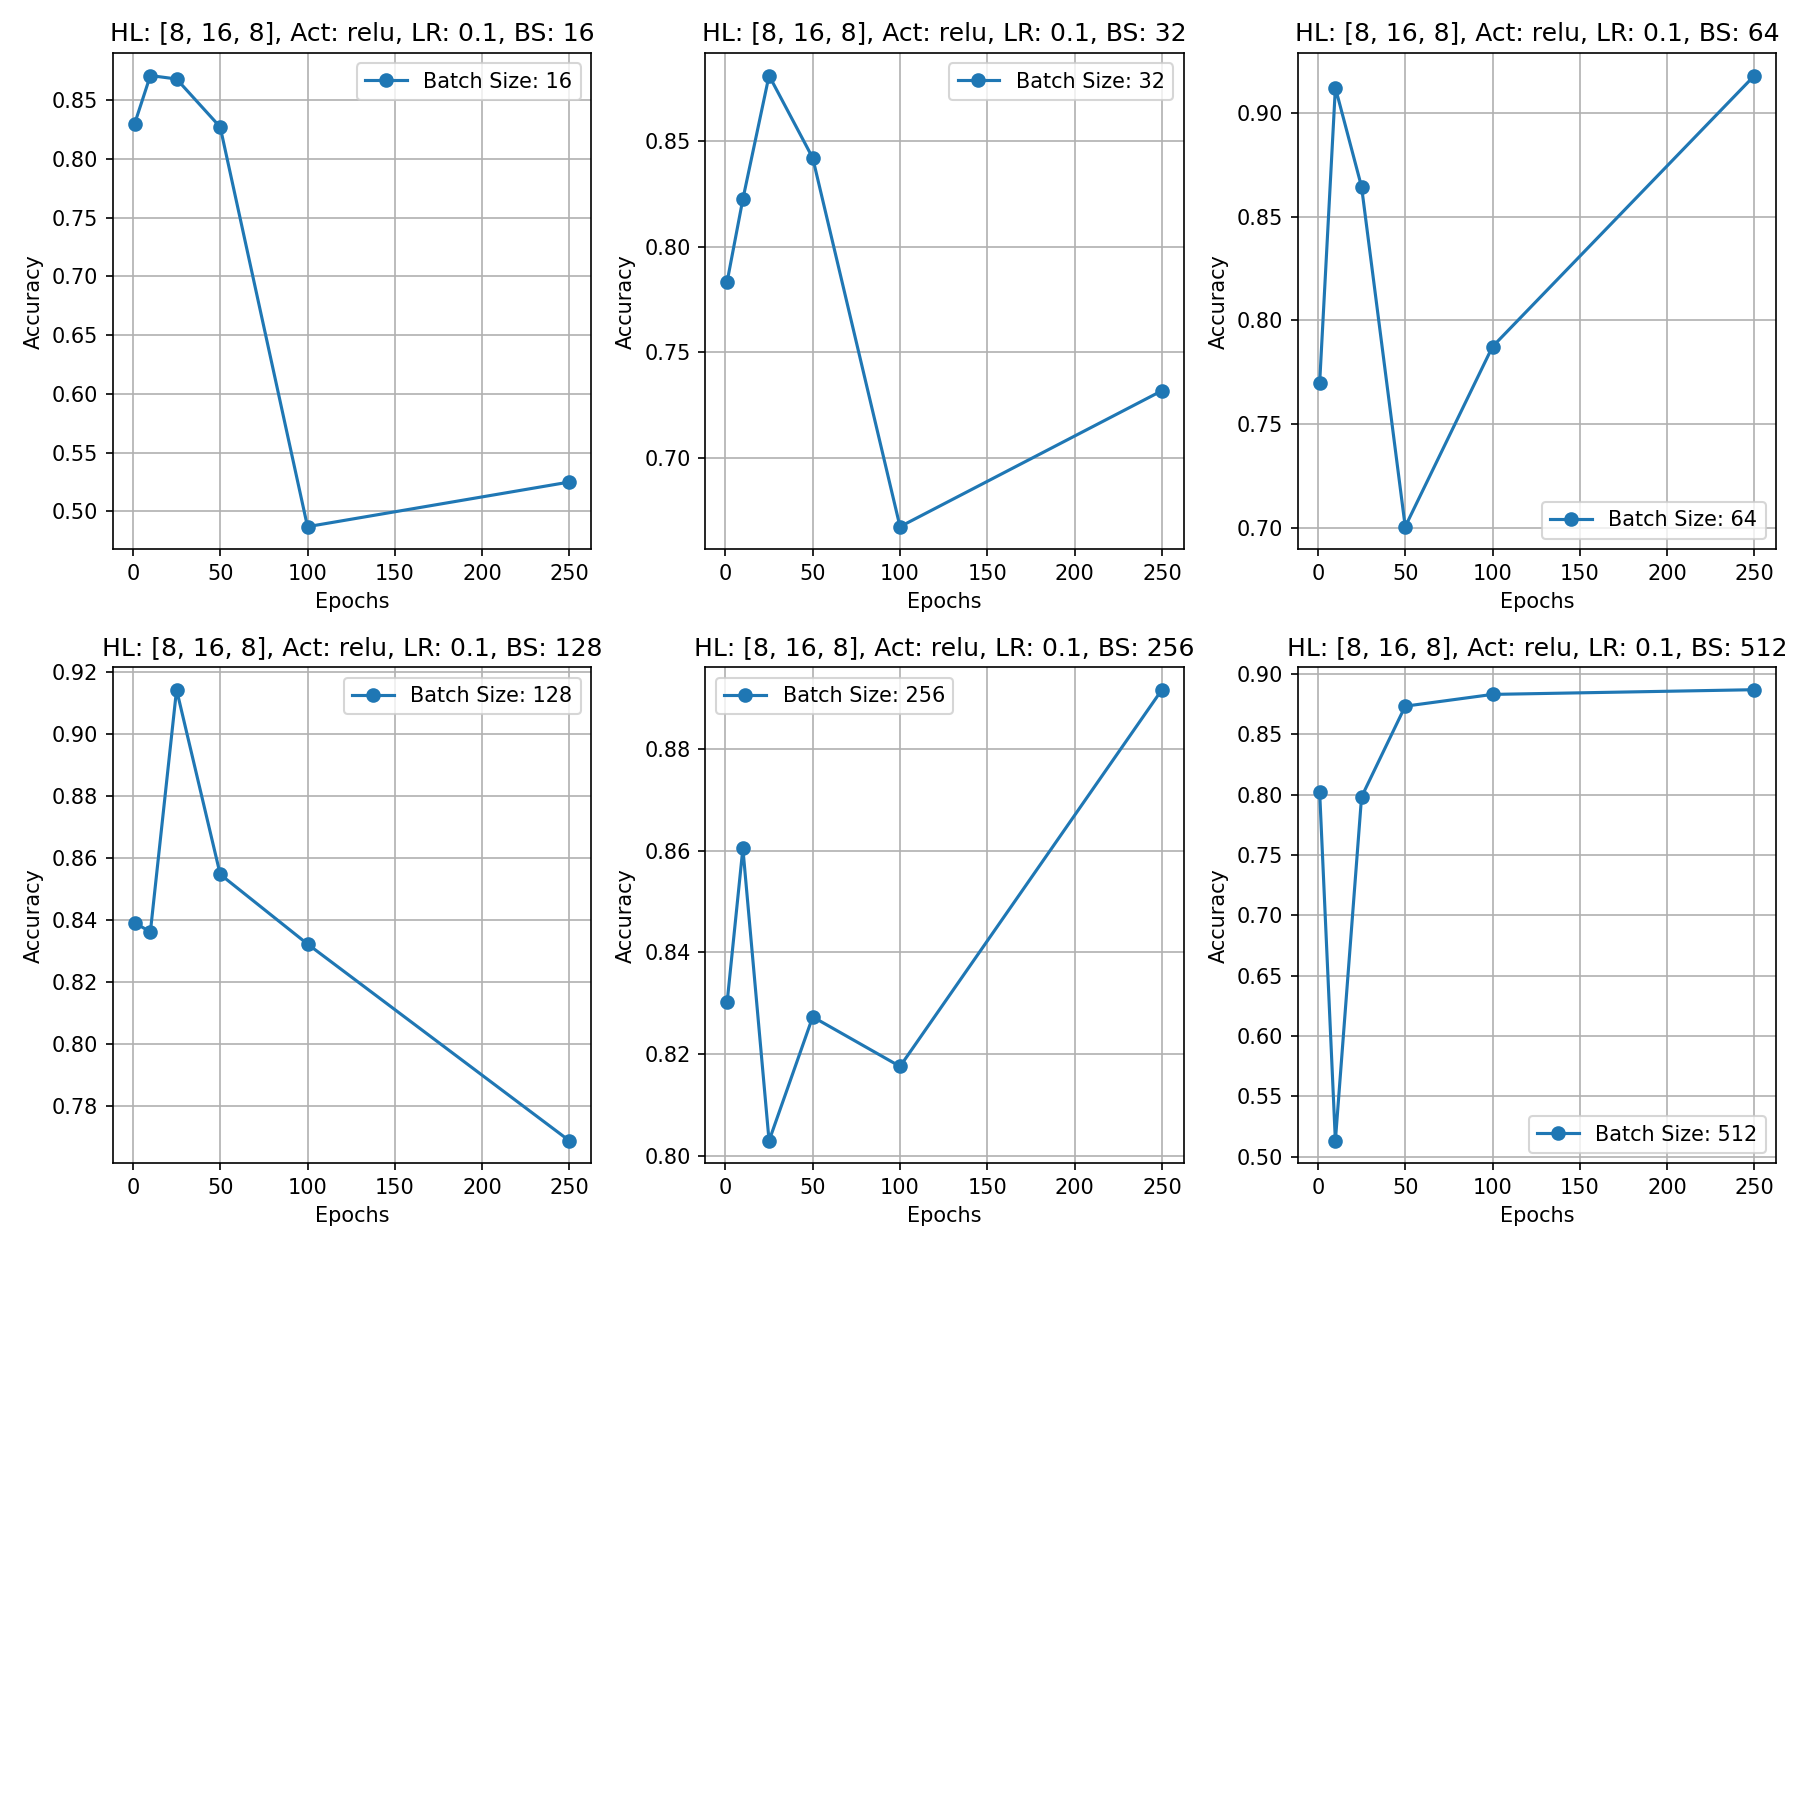 HL: [8, 16, 8], Act: relu, LR: 0.1, BS: 16
Batch Size: 16
Accuracy
0.85
0.80
0.75
0.70
0.65
0.60
0.55
0.50
0 50 100 150 200 250
Epochs
HL: [8, 16, 8], Act: relu, LR: 0.1, BS: 32
Batch Size: 32
Accuracy
0.85
0.80
0.75
0.70
0 50 100 150 200 250
Epochs
HL: [8, 16, 8], Act: relu, LR: 0.1, BS: 64
Accuracy
0.90
0.85
0.80
0.75
0.70
Batch Size: 64
0 50 100 150 200 250
Epochs
HL: [8, 16, 8], Act: relu, LR: 0.1, BS: 128
Batch Size: 128
Accuracy
0.92
0.90
0.88
0.86
0.84
0.82
0.80
0.78
0 50 100 150 200 250
Epochs
HL: [8, 16, 8], Act: relu, LR: 0.1, BS: 256
Batch Size: 256
Accuracy
0.88
0.86
0.84
0.82
0.80
0 50 100 150 200 250
Epochs
HL: [8, 16, 8], Act: relu, LR: 0.1, BS: 512
Accuracy
0.90
0.85
0.80
0.75
0.70
0.65
0.60
0.55
0.50
Batch Size: 512
0 50 100 150 200 250
Epochs